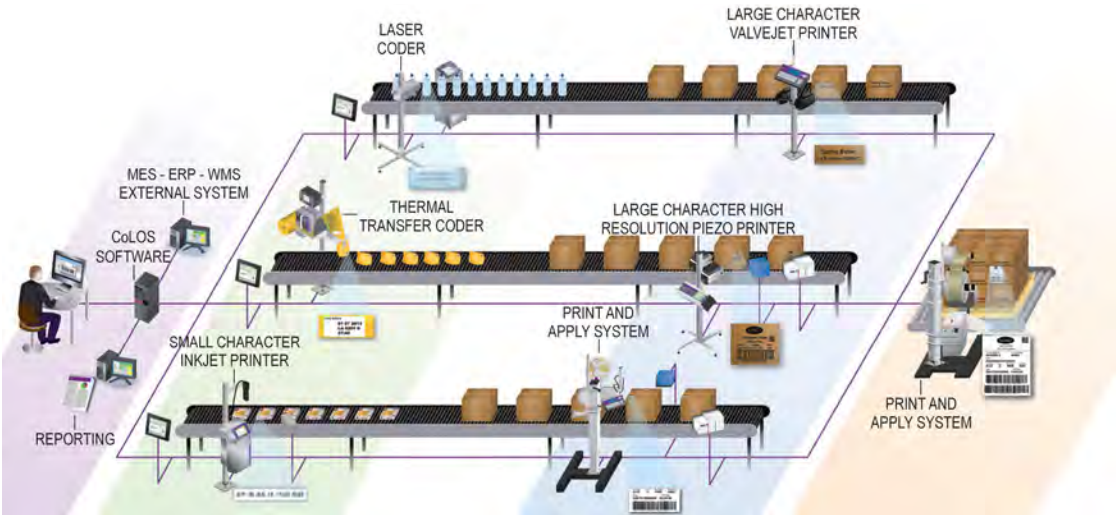 LASER
CODER
LARGE CHARACTER
VALVEJET PRINTER
MES - ERP - WMS
EXTERNAL SYSTEM
CoLOS
SOFTWARE
THERMAL
TRANSFER CODER
LARGE CHARACTER HIGH
RESOLUTION PIEZO PRINTER
PRINT AND
APPLY SYSTEM
SMALL CHARACTER
INKJET PRINTER
PRINT AND
APPLY SYSTEM
REPORTING